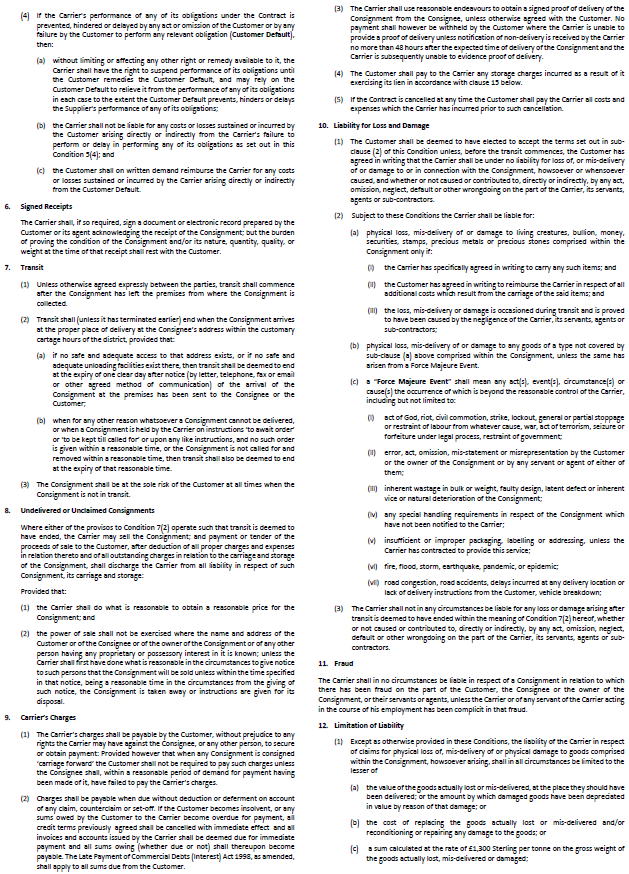 (4) If the Carrier's performance of any of its obligations under the Contract is
prevented, hindered or delayed by any act or omission of the Customer or by any
failure by the Customer to perform any relevant obligation (Customer Default),
then:
(a) without limiting or affecting any other right or remedy available to it, the
Carrier shall have the right to suspend performance of its obligations until
the Customer remedies the Customer Default, and may rely on the
Customer Default to relieve it from the performance of any of its obligations
in each case to the extent the Customer Default prevents, hinders or delays
the Supplier's performance of any of its obligations;
(b) the Carrier shall not be liable for any costs or losses sustained or incurred by
the Customer arising directly or indirectly from the Carrier's failure to
perform or delay in performing any of its obligations as set out in this
Condition 5(4); and
(c) the Customer shall on written demand reimburse the Carrier for any costs
or losses sustained or incurred by the Carrier arising directly or indirectly
from the Customer Default.
6. Signed Receipts
The Carrier shall, if so required, sign a document or electronic record prepared by the
Customer or its agent acknowledging the receipt of the Consignment; but the burden
of proving the condition of the Consignment and/or its nature, quantity, quality, or
weight at the time of that receipt shall rest with the Customer.
7. Transit
(1) Unless otherwise agreed expressly between the parties, transit shall commence
after the Consignment has left the premises from where the Consignment is
collected.
(2) Transit shall (unless it has terminated earlier) end when the Consignment arrives
at the proper place of delivery at the Consignee's address within the customary
cartage hours of the district, provided that:
(a) if no safe and adequate access to that address exists, or if no safe and
adequate unloading facilities exist there, then transit shall be deemed to end
at the expiry of one clear day after notice (by letter, telephone, fax or email
or other agreed method of communication) of the arrival of the
Consignment at the premises has been sent to the Consignee or the
Customer;
(b) when for any other reason whatsoever a Consignment cannot be delivered,
or when a Consignment is held by the Carrier on instructions 'to await order'
or 'to be kept till called for' or upon any like instructions, and no such order
is given within a reasonable time, or the Consignment is not called for and
removed within a reasonable time, then transit shall also be deemed to end
at the expiry of that reasonable time.
(3) The Consignment shall be at the sole risk of the Customer at all times when the
Consignment is not in transit.
8. Undelivered or Unclaimed Consignments
Where either of the provisos to Condition 7(2) operate such that transit is deemed to
have ended, the Carrier may sell the Consignment; and payment or tender of the
proceeds of sale to the Customer, after deduction of all proper charges and expenses
in relation thereto and of all outstanding charges in relation to the carriage and storage
of the Consignment, shall discharge the Carrier from all liability in respect of such
Consignment, its carriage and storage:
Provided that:
(1) the Carrier shall do what is reasonable to obtain a reasonable price for the
Consignment; and
(2) the power of sale shall not be exercised where the name and address of the
Customer or of the Consignee or of the owner of the Consignment or of any other
person having any proprietary or possessory interest in it is known; unless the
Carrier shall first have done what is reasonable in the circumstances to give notice
to such persons that the Consignment will be sold unless within the time specified
in that notice, being a reasonable time in the circumstances from the giving of
such notice, the Consignment is taken away or instructions are given for its
disposal.
9. Carrier's Charges
(1) The Carrier's charges shall be payable by the Customer, without prejudice to any
rights the Carrier may have against the Consignee, or any other person, to secure
or obtain payment: Provided however that when any Consignment is consigned
'carriage forward' the Customer shall not be required to pay such charges unless
the Consignee shall, within a reasonable period of demand for payment having
been made of it, have failed to pay the Carrier's charges.
(2) Charges shall be payable when due without deduction or deferment on account
of any claim, counterclaim or set-off. If the Customer becomes insolvent, or any
sums owed by the Customer to the Carrier become overdue for payment, all
credit terms previously agreed shall be cancelled with immediate effect and all
invoices and accounts issued by the Carrier shall be deemed due for immediate
payment and all sums owing (whether due or not) shall thereupon become
payable. The Late Payment of Commercial Debts (Interest) Act 1998, as amended,
shall apply to all sums due from the Customer.
(3) The Carrier shall use reasonable endeavours to obtain a signed proof of delivery of the
Consignment from the Consignee, unless otherwise agreed with the Customer. No
payment shall however be withheld by the Customer where the Carrier is unable to
provide a proof of delivery unless notification of non-delivery is received by the Carrier
no more than 48 hours after the expected time of delivery of the Consignment and the
Carrier is subsequently unable to evidence proof of delivery.
(4) The Customer shall pay to the Carrier any storage charges incurred as a result of it
exercising its lien in accordance with clause 15 below.
(5) If the Contract is cancelled at any time the Customer shall pay the Carrier all costs and
expenses which the Carrier has incurred prior to such cancellation.
10. Liability for Loss and Damage
(1) The Customer shall be deemed to have elected to accept the terms set out in sub-
clause (2) of this Condition unless, before the transit commences, the Customer has
agreed in writing that the Carrier shall be under no liability for loss of, or mis-delivery
of or damage to or in connection with the Consignment, howsoever or whensoever
caused, and whether or not caused or contributed to, directly or indirectly, by any act,
omission, neglect, default or other wrongdoing on the part of the Carrier, its servants,
agents or sub-contractors.
(2) Subject to these Conditions the Carrier shall be liable for:
(a) physical loss, mis-delivery of or damage to living creatures, bullion, money,
securities, stamps, precious metals or precious stones comprised within the
Consignment only if:
(i) the Carrier has specifically agreed in writing to carry any such items; and
(ii) the Customer has agreed in writing to reimburse the Carrier in respect of all
additional costs which result from the carriage of the said items; and
(iii) the loss, mis-delivery or damage is occasioned during transit and is proved
to have been caused by the negligence of the Carrier, its servants, agents or
sub-contractors;
(b) physical loss, mis-delivery of or damage to any goods of a type not covered by
sub-clause (a) above comprised within the Consignment, unless the same has
arisen from a Force Majeure Event.
(c) a "Force Majeure Event" shall mean any act(s), event(s), circumstance(s) or
cause(s) the occurrence of which is beyond the reasonable control of the Carrier,
including but not limited to:
(i) act of God, riot, civil commotion, strike, lockout, general or partial stoppage
or restraint of labour from whatever cause, war, act of terrorism, seizure or
forfeiture under legal process, restraint of government;
(ii) error, act, omission, mis-statement or misrepresentation by the Customer
or the owner of the Consignment or by any servant or agent of either of
them;
(iii) inherent wastage in bulk or weight, faulty design, latent defect or inherent
vice or natural deterioration of the Consignment;
(iv) any special handling requirements in respect of the Consignment which
have not been notified to the Carrier;
(v) insufficient or improper packaging, labelling or addressing, unless the
Carrier has contracted to provide this service;
(vi) fire, flood, storm, earthquake, pandemic, or epidemic;
(vii) road congestion, road accidents, delays incurred at any delivery location or
lack of delivery instructions from the Customer, vehicle breakdown;
(3) The Carrier shall not in any circumstances be liable for any loss or damage arising after
transit is deemed to have ended within the meaning of Condition 7(2) hereof, whether
or not caused or contributed to, directly or indirectly, by any act, omission, neglect,
default or other wrongdoing on the part of the Carrier, its servants, agents or sub-
contractors.
11. Fraud
The Carrier shall in no circumstances be liable in respect of a Consignment in relation to which
there has been fraud on the part of the Customer, the Consignee or the owner of the
Consignment, or their servants or agents, unless the Carrier or of any servant of the Carrier acting
in the course of his employment has been complicit in that fraud.
12. Limitation of Liability
(1) Except as otherwise provided in these Conditions, the liability of the Carrier in respect
of claims for physical loss of, mis-delivery of or physical damage to goods comprised
within the Consignment, howsoever arising, shall in all circumstances be limited to the
lesser of
(a) the value of the goods actually lost or mis-delivered, at the place they should have
been delivered; or the amount by which damaged goods have been depreciated
in value by reason of that damage; or
(b) the cost of replacing the goods actually lost or mis-delivered and/or
reconditioning or repairing any damage to the goods; or
(c) a sum calculated at the rate of £1,300 Sterling per tonne on the gross weight of
the goods actually lost, mis-delivered or damaged;